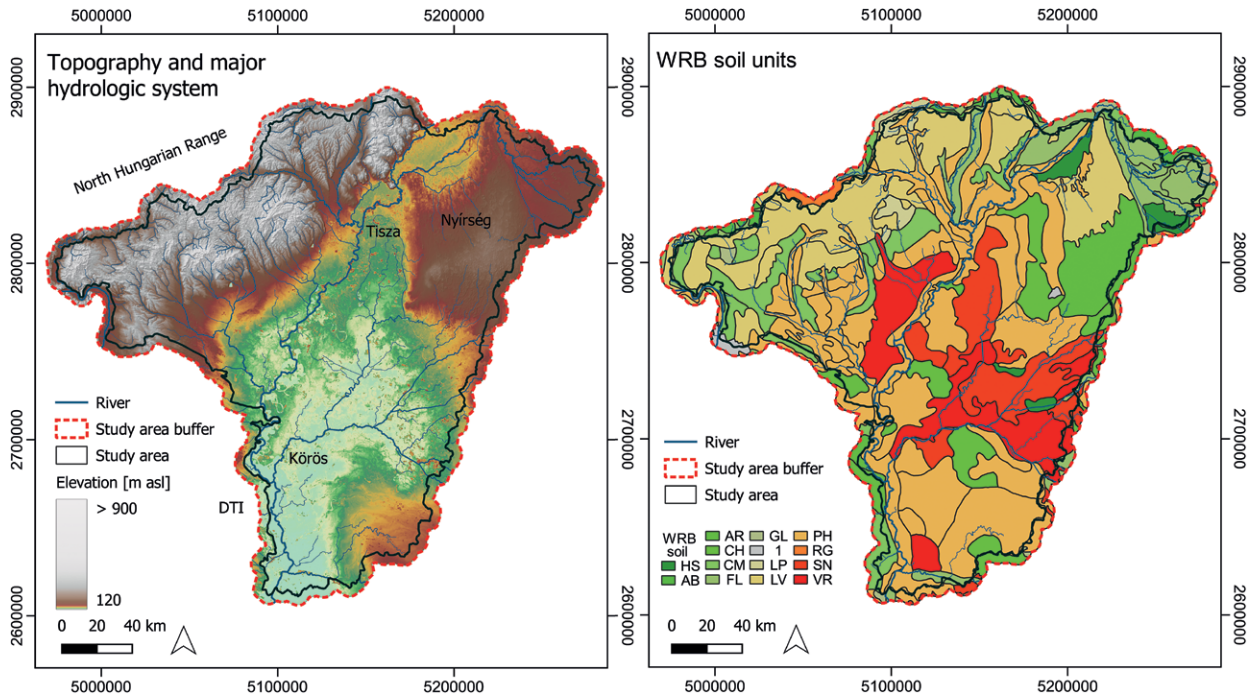 5000000
5100000
5200000
Topography and major
hydrologic system
2900000
2800000
2700000
2600000
North Hungarian Range
Nyírség
Tisza
Körös
DTI
River
Study area buffer
Study area
Elevation [m asl]
> 900
120
0 20 40 km
5000000
5100000
5200000
5000000
5100000
5200000
WRB soil units
2900000
2800000
2700000
2600000
River
Study area buffer
Study area
WRB
soil
HS
AB
AR
CH
CM
FL
GL
1
LP
LV
PH
RG
SN
VR
0 20 40 km
5000000
5100000
5200000